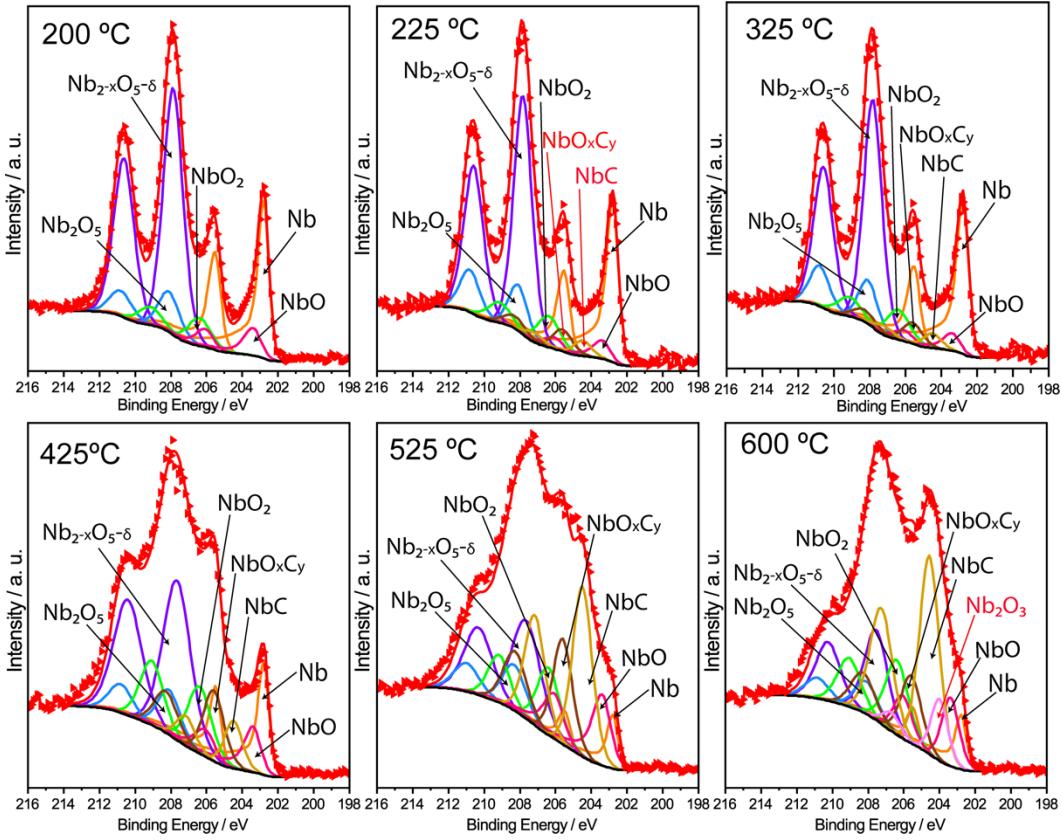 200 ºC
Nb₂₋ₓO₅₋δ
NbO₂
Nb
Nb₂O₅
NbO
Intensity / a. u.
216 214 212 210 208 206 204 202 200 198
Binding Energy / eV
225 ºC
Nb₂₋ₓO₅₋δ
NbO₂
NbOxCy
NbC
Nb
Nb₂O₅
NbO
Intensity / a. u.
216 214 212 210 208 206 204 202 200 198
Binding Energy / eV
325 ºC
Nb₂₋ₓO₅₋δ
NbO₂
NbOxCy
NbC
Nb
Nb₂O₅
NbO
Intensity / a. u.
216 214 212 210 208 206 204 202 200 198
Binding Energy / eV
425ºC
NbO₂
Nb₂₋ₓO₅₋δ
NbOxCy
Nb₂O₅
NbC
Nb
NbO
Intensity / a. u.
216 214 212 210 208 206 204 202 200 198
Binding Energy / eV
525 ºC
NbO₂
NbOxCy
Nb₂₋ₓO₅₋δ
Nb₂O₅
NbC
NbO
Nb
Intensity / a. u.
216 214 212 210 208 206 204 202 200 198
Binding Energy / eV
600 ºC
NbOxCy
NbO₂
NbC
Nb₂₋ₓO₅₋δ
Nb₂O₅
Nb₂O₃
NbO
Nb
Intensity / a. u.
216 214 212 210 208 206 204 202 200 198
Binding Energy / eV